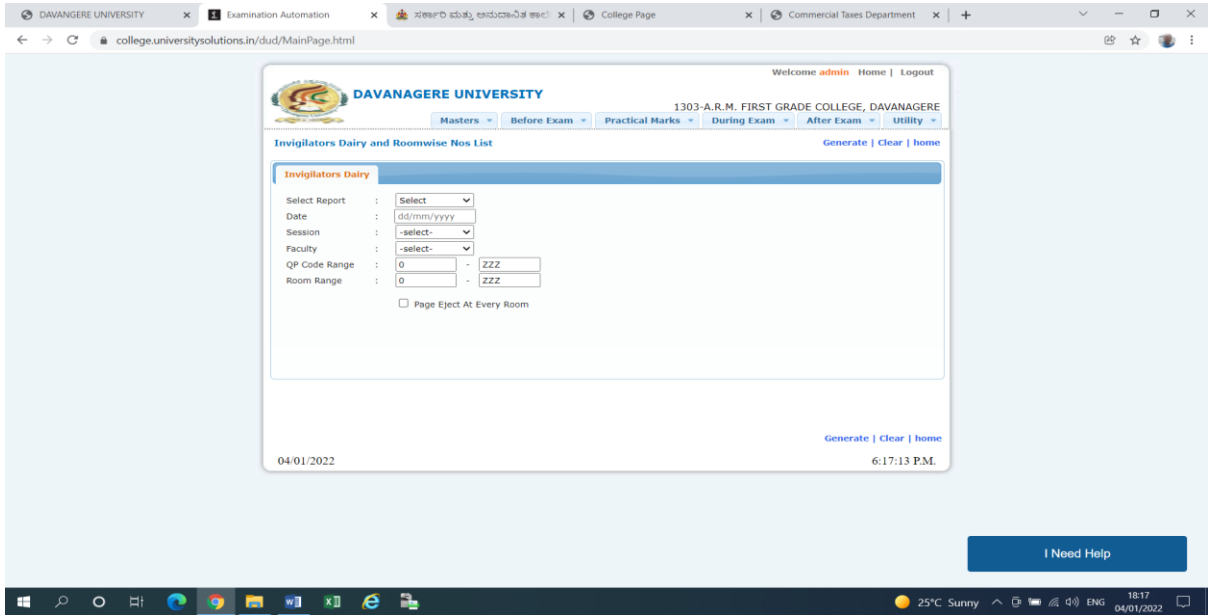 DAVANGERE UNIVERSITY
Examination Automation
ಸರ್ಕಾರಿ ಮತ್ತು ಅನುದಾನಿತ ಕಾಲೇ
College Page
Commercial Taxes Department
college.universitysolutions.in/dud/MainPage.html
Welcome admin Home | Logout
DAVANAGERE UNIVERSITY
1303-A.R.M. FIRST GRADE COLLEGE, DAVANAGERE
Masters Before Exam Practical Marks During Exam After Exam Utility
Invigilators Dairy and Roomwise Nos List Generate | Clear | home
Invigilators Dairy
Select Report : Select
Date : dd/mm/yyyy
Session : -select-
Faculty : -select-
QP Code Range : 0 - ZZZ
Room Range : 0 - ZZZ
Page Eject At Every Room
Generate | Clear | home
04/01/2022 6:17:13 P.M.
I Need Help
25°C Sunny ENG 18:17
04/01/2022